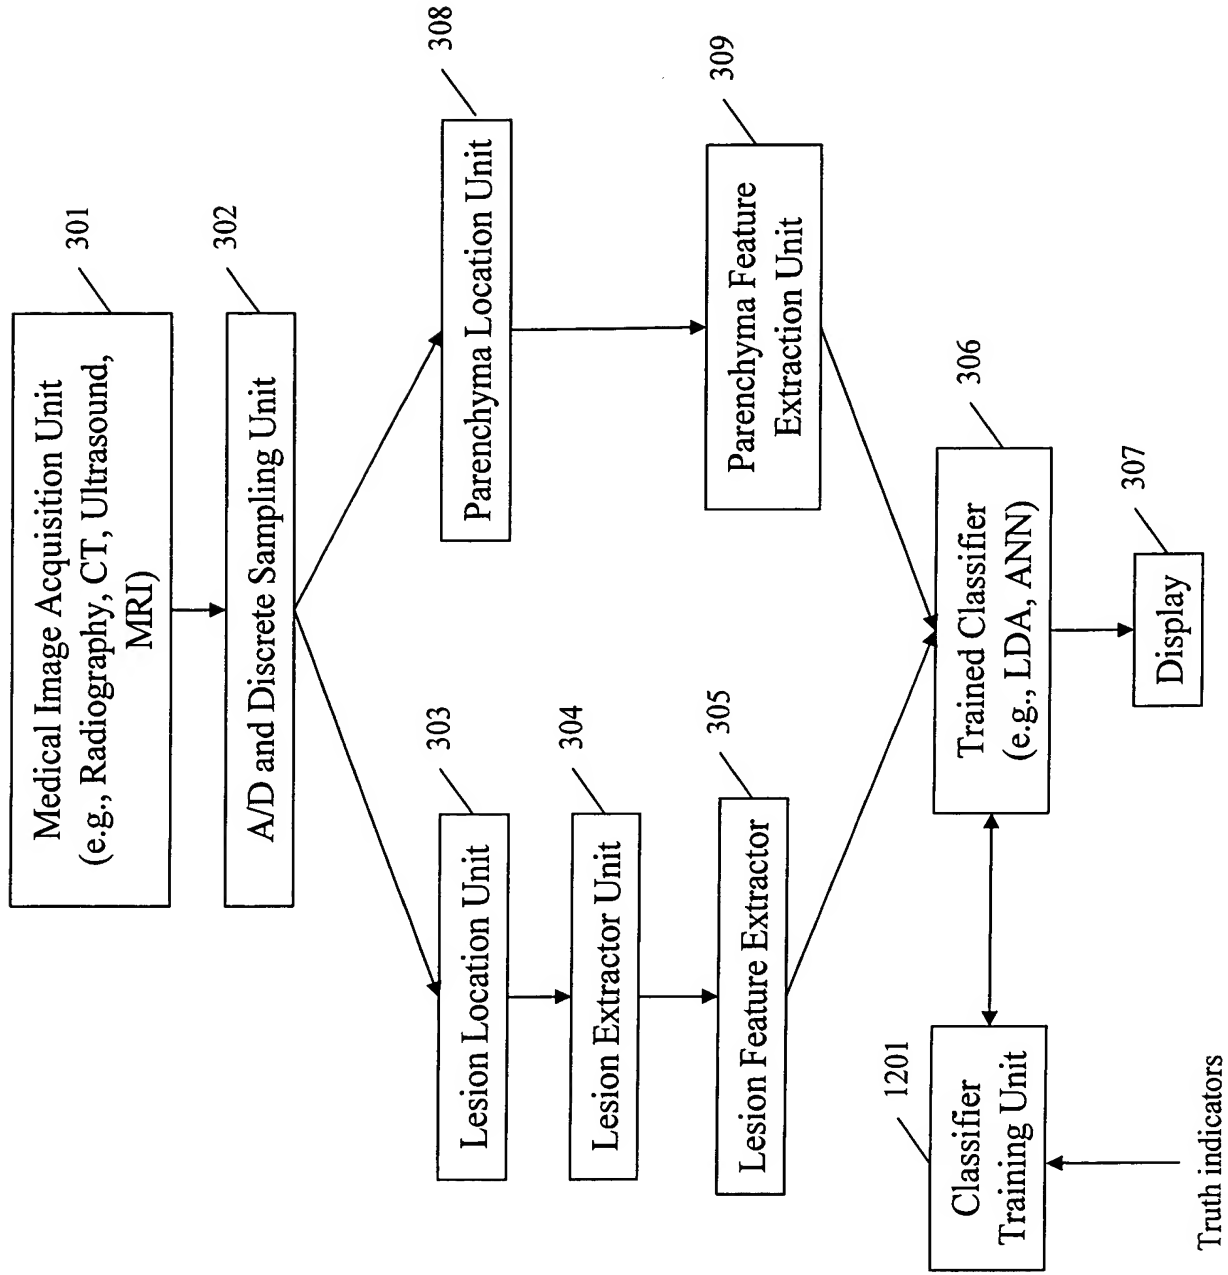 301
Medical Image Acquisition Unit
(e.g., Radiography, CT, Ultrasound,
MRI)
302
A/D and Discrete Sampling Unit
303
Lesion Location Unit
304
Lesion Extractor Unit
305
Lesion Feature Extractor
308
Parenchyma Location Unit
309
Parenchyma Feature
Extraction Unit
306
Trained Classifier
(e.g., LDA, ANN)
307
Display
1201
Classifier
Training Unit
Truth indicators